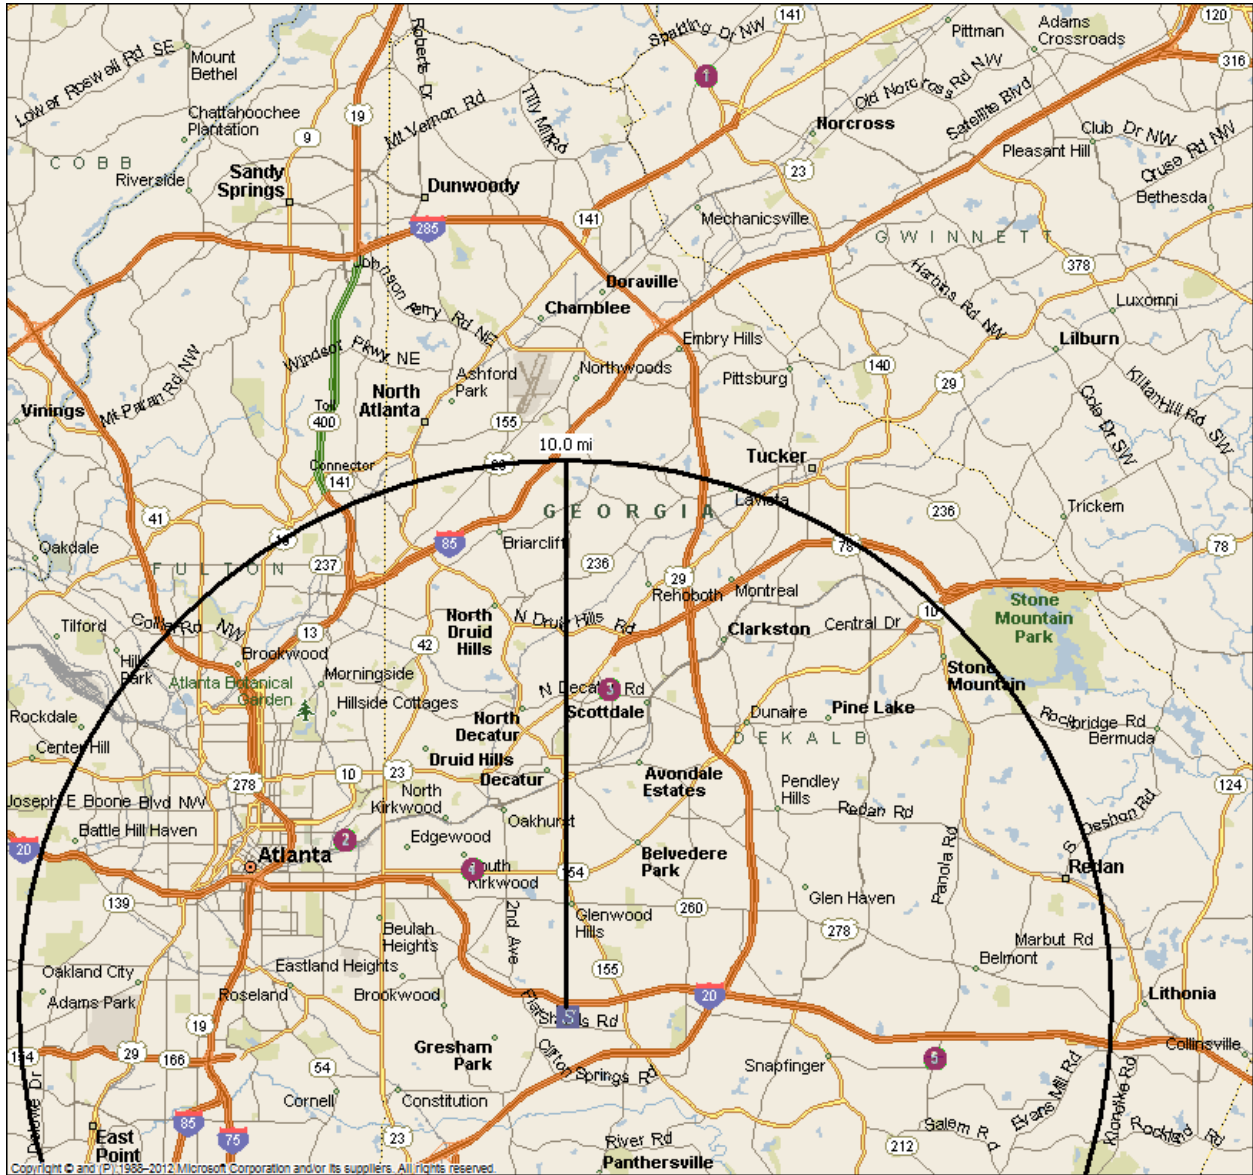 141
Spalding Dr NW
Pittman
Adams
Crossroads
120
Lower Roswell Rd SE
Mount
Bethel
Roberts Dr
316
1
Chattahoochee
Plantation
19
9
Mt Vernon Rd
Tilly Mill Rd
Old Norcross Rd NW
Satellite Blvd
Norcross
Club Dr NW
Cruse Rd NW
Pleasant Hill
COBB
Riverside
Sandy
Springs
Dunwoody
23
Bethesda
285
141
Mechanicsville
GWINNETT
378
Johnson Ferry Rd NE
Doraville
Harbins Rd NW
Luxomni
Chamblee
Windsor Pkwy NE
Embry Hills
Lilburn
Mt Paran Rd NW
Ashford
Park
Northwoods
Pittsburg
140
29
Killian Hill Rd SW
Cole Dr SW
Vinings
North
Atlanta
Toll
400
155
10.0 mi
Tucker
Connector
141
23
Lavista
Trickem
41
GEORGIA
236
19
85
Briarcliff
78
78
Oakdale
FULTON
237
236
29
Rehoboth
Montreal
Stone
Mountain
Park
10
Tilford
Collier Rd NW
13
North
Druid
Hills
N Druid Hills Rd
Clarkston
Central Dr
Brookwood
42
Hills
Park
Morningside
Stone
Mountain
Atlanta Botanical
Garden
N Decatur Rd
3
Hillside Cottages
Scottdale
Dunaire
Pine Lake
Rockbridge Rd
Rockdale
North
Decatur
Bermuda
Center Hill
DEKALB
Druid Hills
278
10
23
Decatur
Avondale
Estates
Pendley
Hills
124
Joseph E Boone Blvd NW
North
Kirkwood
Redan Rd
Deshon Rd
Battle Hill Haven
2
Edgewood
Oakhurst
20
Atlanta
4
South
Kirkwood
154
Belvedere
Park
Panola Rd
S
Redan
139
2nd Ave
Glenwood
Hills
260
Glen Haven
278
Beulah
Heights
Marbut Rd
Oakland City
Eastland Heights
155
Belmont
Adams Park
Roseland
Brookwood
20
Lithonia
19
S
Gresham
Park
Clifton Springs Rd
154
29
166
54
Snapfinger
5
Collinsville
Evans Mill Rd
Klondike Rd
Cornell
Constitution
85
75
East
Point
23
River Rd
Panthersville
212
Salem Rd
Rockland Rd
Copyright © and (P) 1988–2012 Microsoft Corporation and/or its suppliers. All rights reserved.